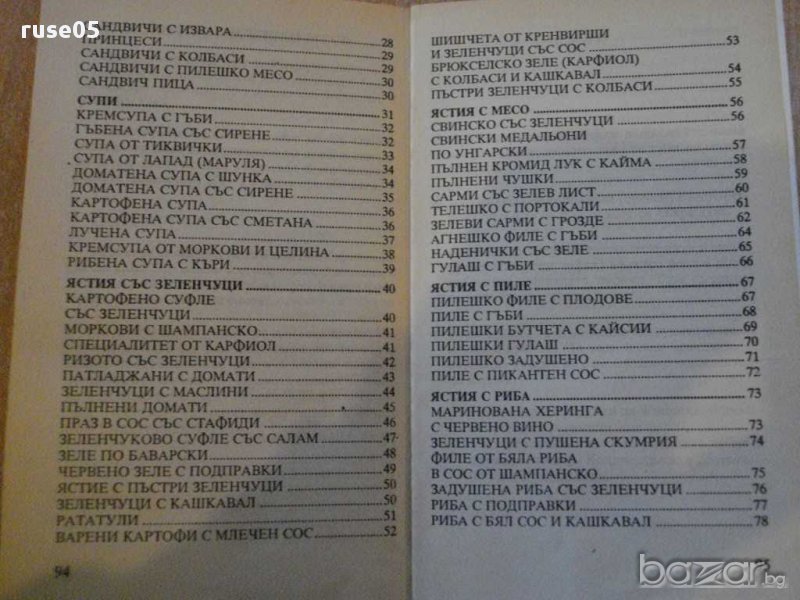 ruse05
САНДВИЧИ С ИЗВАРА 28
ПРИНЦЕСИ 29
САНДВИЧИ С КОЛБАСИ 29
САНДВИЧИ С ПИЛЕШКО МЕСО 30
САНДВИЧ ПИЦА 30
СУПИ 31
КРЕМСУПА С ГЪБИ 32
ГЪБЕНА СУПА СЪС СИРЕНЕ 32
СУПА ОТ ТИКВИЧКИ 33
СУПА ОТ ЛАПАД (МАРУЛЯ) 34
ДОМАТЕНА СУПА С ШУНКА 34
ДОМАТЕНА СУПА СЪС СИРЕНЕ 35
КАРТОФЕНА СУПА 36
КАРТОФЕНА СУПА СЪС СМЕТАНА 36
ЛУЧЕНА СУПА 37
КРЕМСУПА ОТ МОРКОВИ И ЦЕЛИНА 38
РИБЕНА СУПА С КЪРИ 39
ЯСТИЯ СЪС ЗЕЛЕНЧУЦИ 40
КАРТОФЕНО СУФЛЕ
СЪС ЗЕЛЕНЧУЦИ 40
МОРКОВИ С ШАМПАНСКО 41
СПЕЦИАЛИТЕТ ОТ КАРФИОЛ 41
РИЗОТО СЪС ЗЕЛЕНЧУЦИ 42
ПАТЛАДЖАНИ С ДОМАТИ 43
ЗЕЛЕНЧУЦИ С МАСЛИНИ 44
ПЪЛНЕНИ ДОМАТИ 45
ПРАЗ В СОС СЪС СТАФИДИ 46
ЗЕЛЕНЧУКОВО СУФЛЕ СЪС САЛАМ 47
ЗЕЛЕ ПО БАВАРСКИ 48
ЧЕРВЕНО ЗЕЛЕ С ПОДПРАВКИ 49
ЯСТИЕ С ПЪСТРИ ЗЕЛЕНЧУЦИ 50
ЗЕЛЕНЧУЦИ С КАШКАВАЛ 50
РАТАТУЛИ 51
ВАРЕНИ КАРТОФИ С МЛЕЧЕН СОС 52
94
ШИШЧЕТА ОТ КРЕНВИРШИ
И ЗЕЛЕНЧУЦИ СЪС СОС 53
БРЮКСЕЛСКО ЗЕЛЕ (КАРФИОЛ)
С КОЛБАСИ И КАШКАВАЛ 54
ПЪСТРИ ЗЕЛЕНЧУЦИ С КОЛБАСИ 55
ЯСТИЯ С МЕСО 56
СВИНСКО СЪС ЗЕЛЕНЧУЦИ 56
СВИНСКИ МЕДАЛЬОНИ
ПО УНГАРСКИ 57
ПЪЛНЕН КРОМИД ЛУК С КАЙМА 58
ПЪЛНЕНИ ЧУШКИ 59
САРМИ СЪС ЗЕЛЕВ ЛИСТ 60
ТЕЛЕШКО С ПОРТОКАЛИ 61
ЗЕЛЕВИ САРМИ С ГРОЗДЕ 62
АГНЕШКО ФИЛЕ С ГЪБИ 64
НАДЕНИЧКИ СЪС ЗЕЛЕ 65
ГУЛАШ С ГЪБИ 66
ЯСТИЯ С ПИЛЕ 67
ПИЛЕШКО ФИЛЕ С ПЛОДОВЕ 67
ПИЛЕ С ГЪБИ 68
ПИЛЕШКИ БУТЧЕТА С КАЙСИИ 69
ПИЛЕШКИ ГУЛАШ 70
ПИЛЕШКО ЗАДУШЕНО 71
ПИЛЕ С ПИКАНТЕН СОС 72
ЯСТИЯ С РИБА 73
МАРИНОВАНА ХЕРИНГА
С ЧЕРВЕНО ВИНО 73
ЗЕЛЕНЧУЦИ С ПУШЕНА СКУМРИЯ 74
ФИЛЕ ОТ БЯЛА РИБА
В СОС ОТ ШАМПАНСКО 75
ЗАДУШЕНА РИБА СЪС ЗЕЛЕНЧУЦИ 76
РИБА С ПОДПРАВКИ 77
РИБА С БЯЛ СОС И КАШКАВАЛ 78
bazar.bg